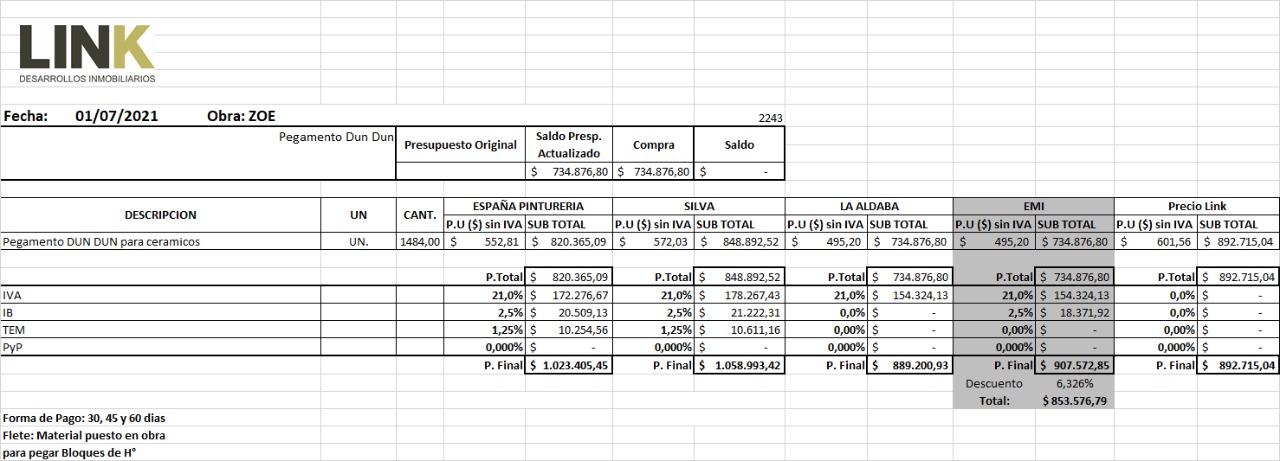 LINK
DESARROLLOS INMOBILIARIOS
Fecha: 01/07/2021 Obra: ZOE 2243
Pegamento Dun Dun Presupuesto Original Saldo Presp. Actualizado Compra Saldo
$ 734.876,80 $ 734.876,80 $ -
DESCRIPCION UN CANT. ESPAÑA PINTURERIA SILVA LA ALDABA EMI Precio Link
P.U ($) sin IVA SUB TOTAL P.U ($) sin IVA SUB TOTAL P.U ($) sin IVA SUB TOTAL P.U ($) sin IVA SUB TOTAL P.U ($) sin IVA SUB TOTAL
Pegamento DUN DUN para ceramicos UN. 1484,00 $ 552,81 $ 820.365,09 $ 572,03 $ 848.892,52 $ 495,20 $ 734.876,80 $ 495,20 $ 734.876,80 $ 601,56 $ 892.715,04
P.Total $ 820.365,09 P.Total $ 848.892,52 P.Total $ 734.876,80 P.Total $ 734.876,80 P.Total $ 892.715,04
IVA 21,0% $ 172.276,67 21,0% $ 178.267,43 21,0% $ 154.324,13 21,0% $ 154.324,13 0,0% $ -
IB 2,5% $ 20.509,13 2,5% $ 21.222,31 0,0% $ - 2,5% $ 18.371,92 0,0% $ -
TEM 1,25% $ 10.254,56 1,25% $ 10.611,16 0,00% $ - 0,00% $ - 0,00% $ -
PyP 0,000% $ - 0,000% $ - 0,000% $ - 0,000% $ - 0,000% $ -
P. Final $ 1.023.405,45 P. Final $ 1.058.993,42 P. Final $ 889.200,93 P. Final $ 907.572,85 P. Final $ 892.715,04
Descuento 6,326%
Total: $ 853.576,79
Forma de Pago: 30, 45 y 60 dias
Flete: Material puesto en obra
para pegar Bloques de H°